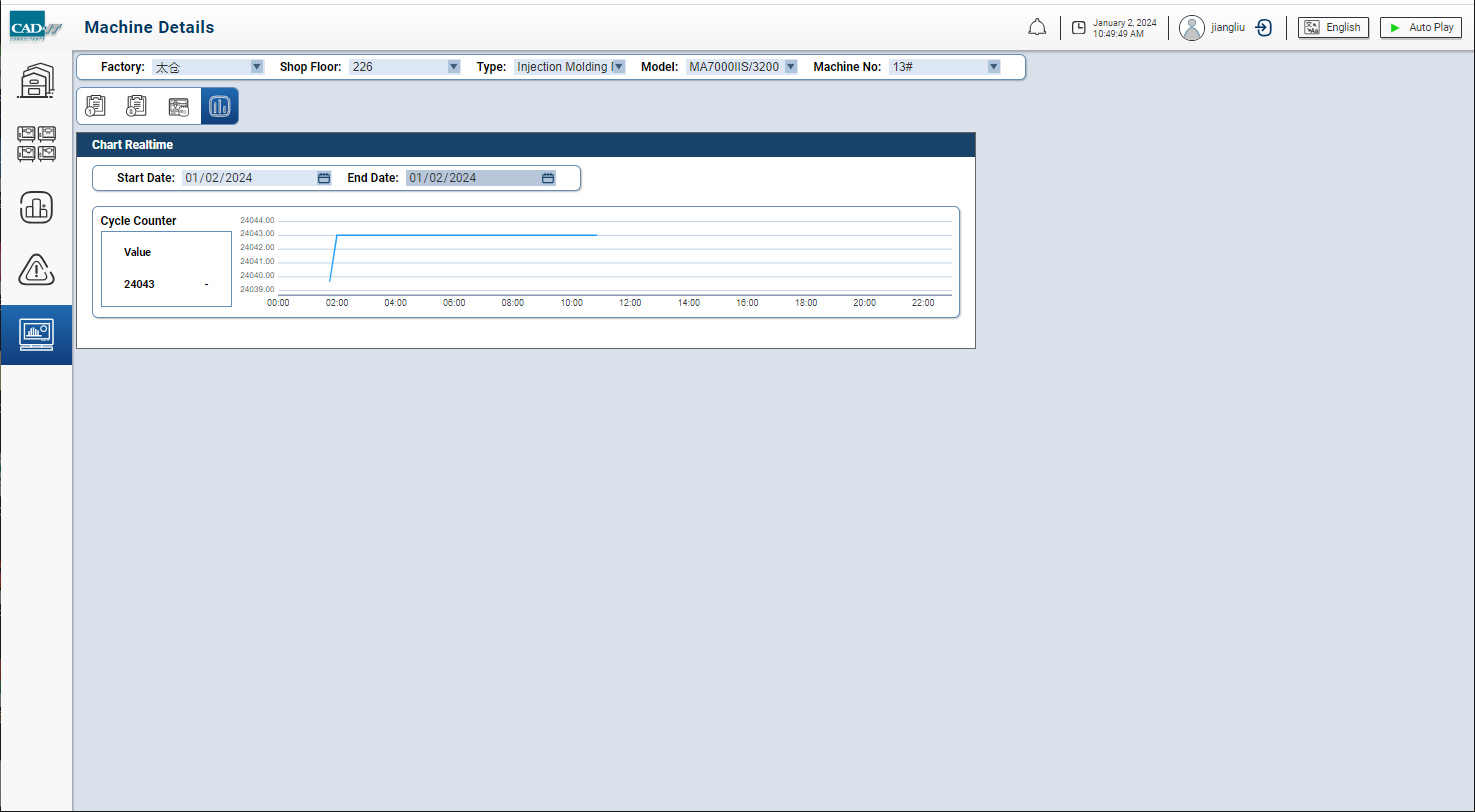 CAD-IT
CONSULTANTS
Machine Details
January 2, 2024
10:49:49 AM
jiangliu
English
Auto Play
Factory: 太仓 Shop Floor: 226 Type: Injection Molding Model: MA7000IIS/3200 Machine No: 13#
Chart Realtime
Start Date: 01/02/2024 End Date: 01/02/2024
Cycle Counter
Value
24043 -
24044.00
24043.00
24042.00
24041.00
24040.00
24039.00
00:00 02:00 04:00 06:00 08:00 10:00 12:00 14:00 16:00 18:00 20:00 22:00